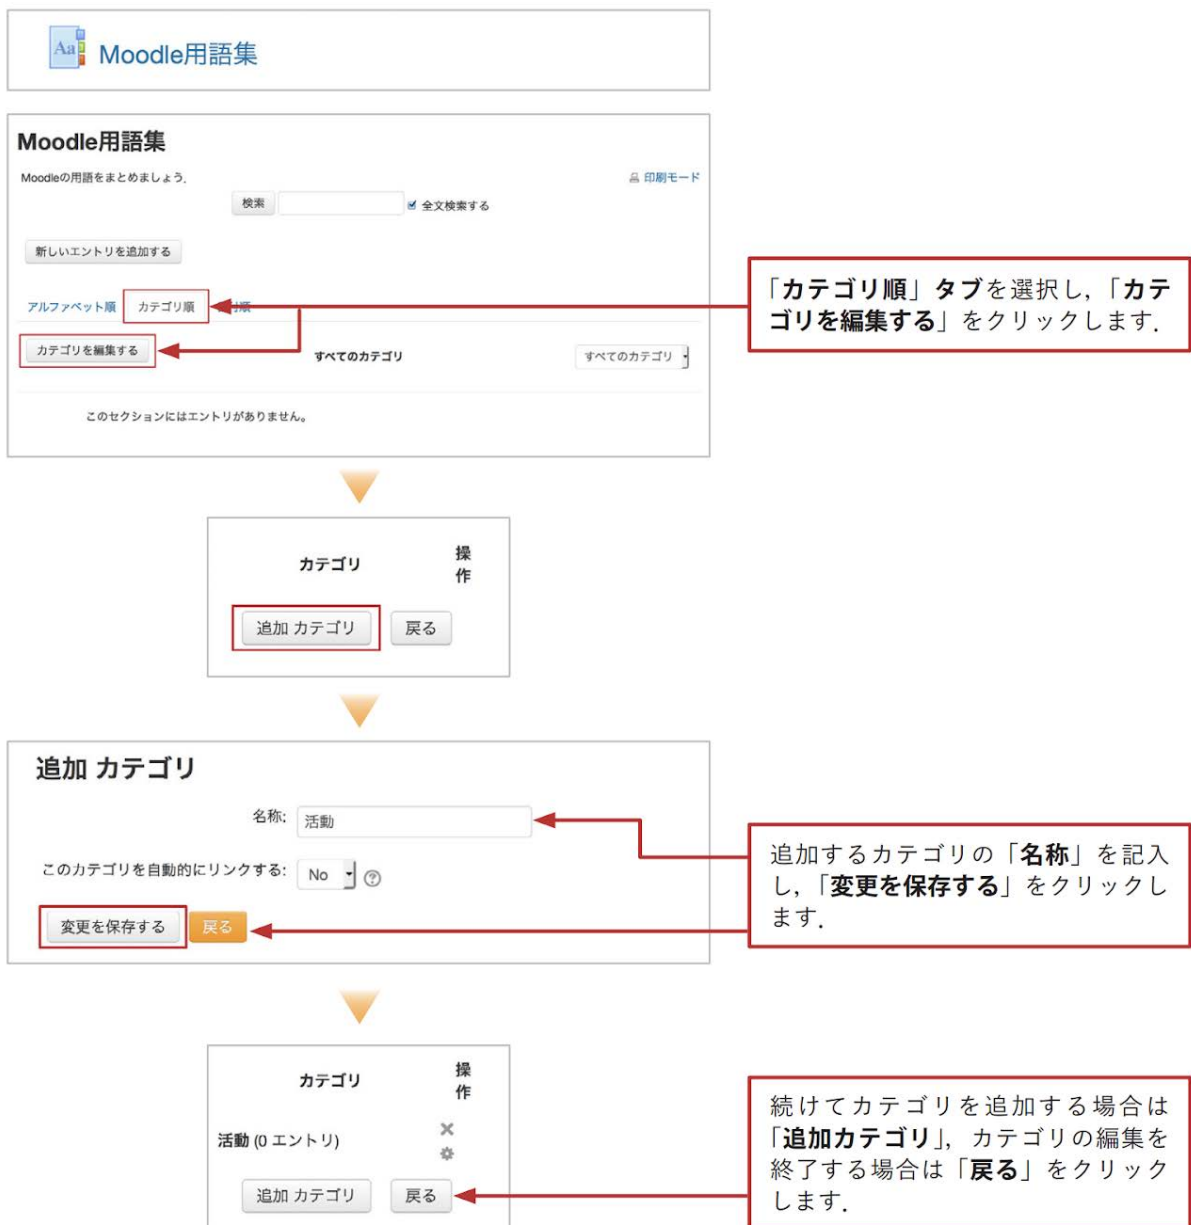 Aa
Moodle用語集
Moodle用語集
Moodleの用語をまとめましょう.
印刷モード
検索
全文検索する
新しいエントリを追加する
アルファベット順
カテゴリ順
「カテゴリ順」タブを選択し,「カテ
ゴリを編集する」をクリックします.
カテゴリを編集する
すべてのカテゴリ
すべてのカテゴリ
このセクションにはエントリがありません。
カテゴリ
操
作
追加 カテゴリ
戻る
追加 カテゴリ
名称:
活動
このカテゴリを自動的にリンクする:
No
変更を保存する
戻る
追加するカテゴリの「名称」を記入
し,「変更を保存する」をクリックし
ます.
カテゴリ
操
作
活動 (0 エントリ)
追加 カテゴリ
戻る
続けてカテゴリを追加する場合は
「追加カテゴリ」, カテゴリの編集を
終了する場合は「戻る」をクリック
します.